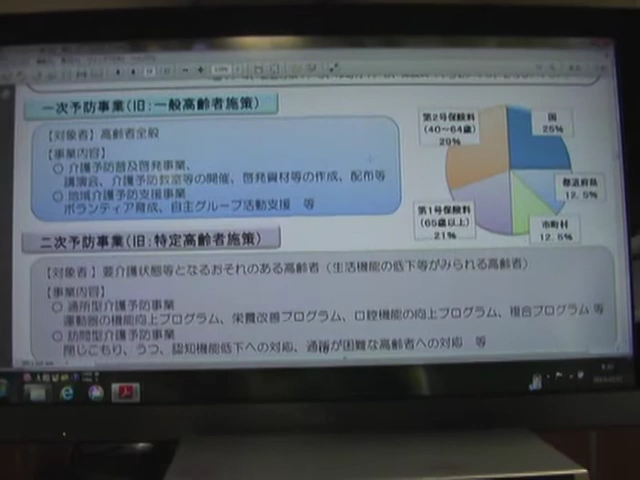 一次予防事業(旧:一般高齢者施策)
【対象者】高齢者全般
【事業内容】
○ 介護予防普及啓発事業、
講演会、介護予防教室等の開催、啓発資材等の作成、配布等
○ 地域介護予防支援事業
ボランティア育成、自主グループ活動支援 等
第2号保険料
(40~64歳)
29%
国
25%
都道府県
12.5%
市町村
12.5%
第1号保険料
(65歳以上)
21%
二次予防事業(旧:特定高齢者施策)
【対象者】要介護状態等となるおそれのある高齢者(生活機能の低下等がみられる高齢者)
【事業内容】
○ 通所型介護予防事業
運動器の機能向上プログラム、栄養改善プログラム、口腔機能の向上プログラム、複合プログラム 等
○ 訪問型介護予防事業
閉じこもり、うつ、認知機能低下への対応、通所が困難な高齢者への対応 等